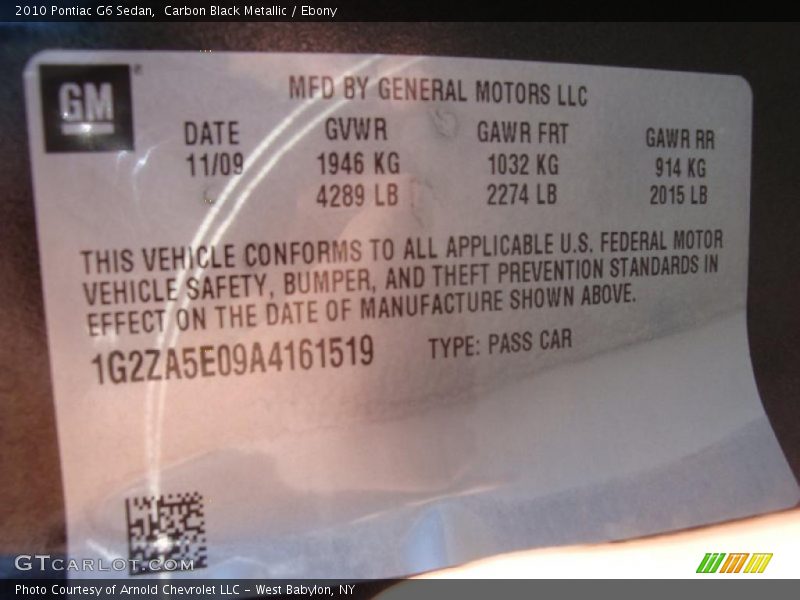 2010 Pontiac G6 Sedan,  Carbon Black Metallic / Ebony
GM
MFD BY GENERAL MOTORS LLC
DATE GVWR GAWR FRT GAWR RR
11/09 1946 KG 1032 KG 914 KG
4289 LB 2274 LB 2015 LB
THIS VEHICLE CONFORMS TO ALL APPLICABLE U.S. FEDERAL MOTOR
VEHICLE SAFETY, BUMPER, AND THEFT PREVENTION STANDARDS IN
EFFECT ON THE DATE OF MANUFACTURE SHOWN ABOVE.
1G2ZA5E09A4161519 TYPE: PASS CAR
GTcarlot.com
Photo Courtesy of Arnold Chevrolet LLC - West Babylon, NY